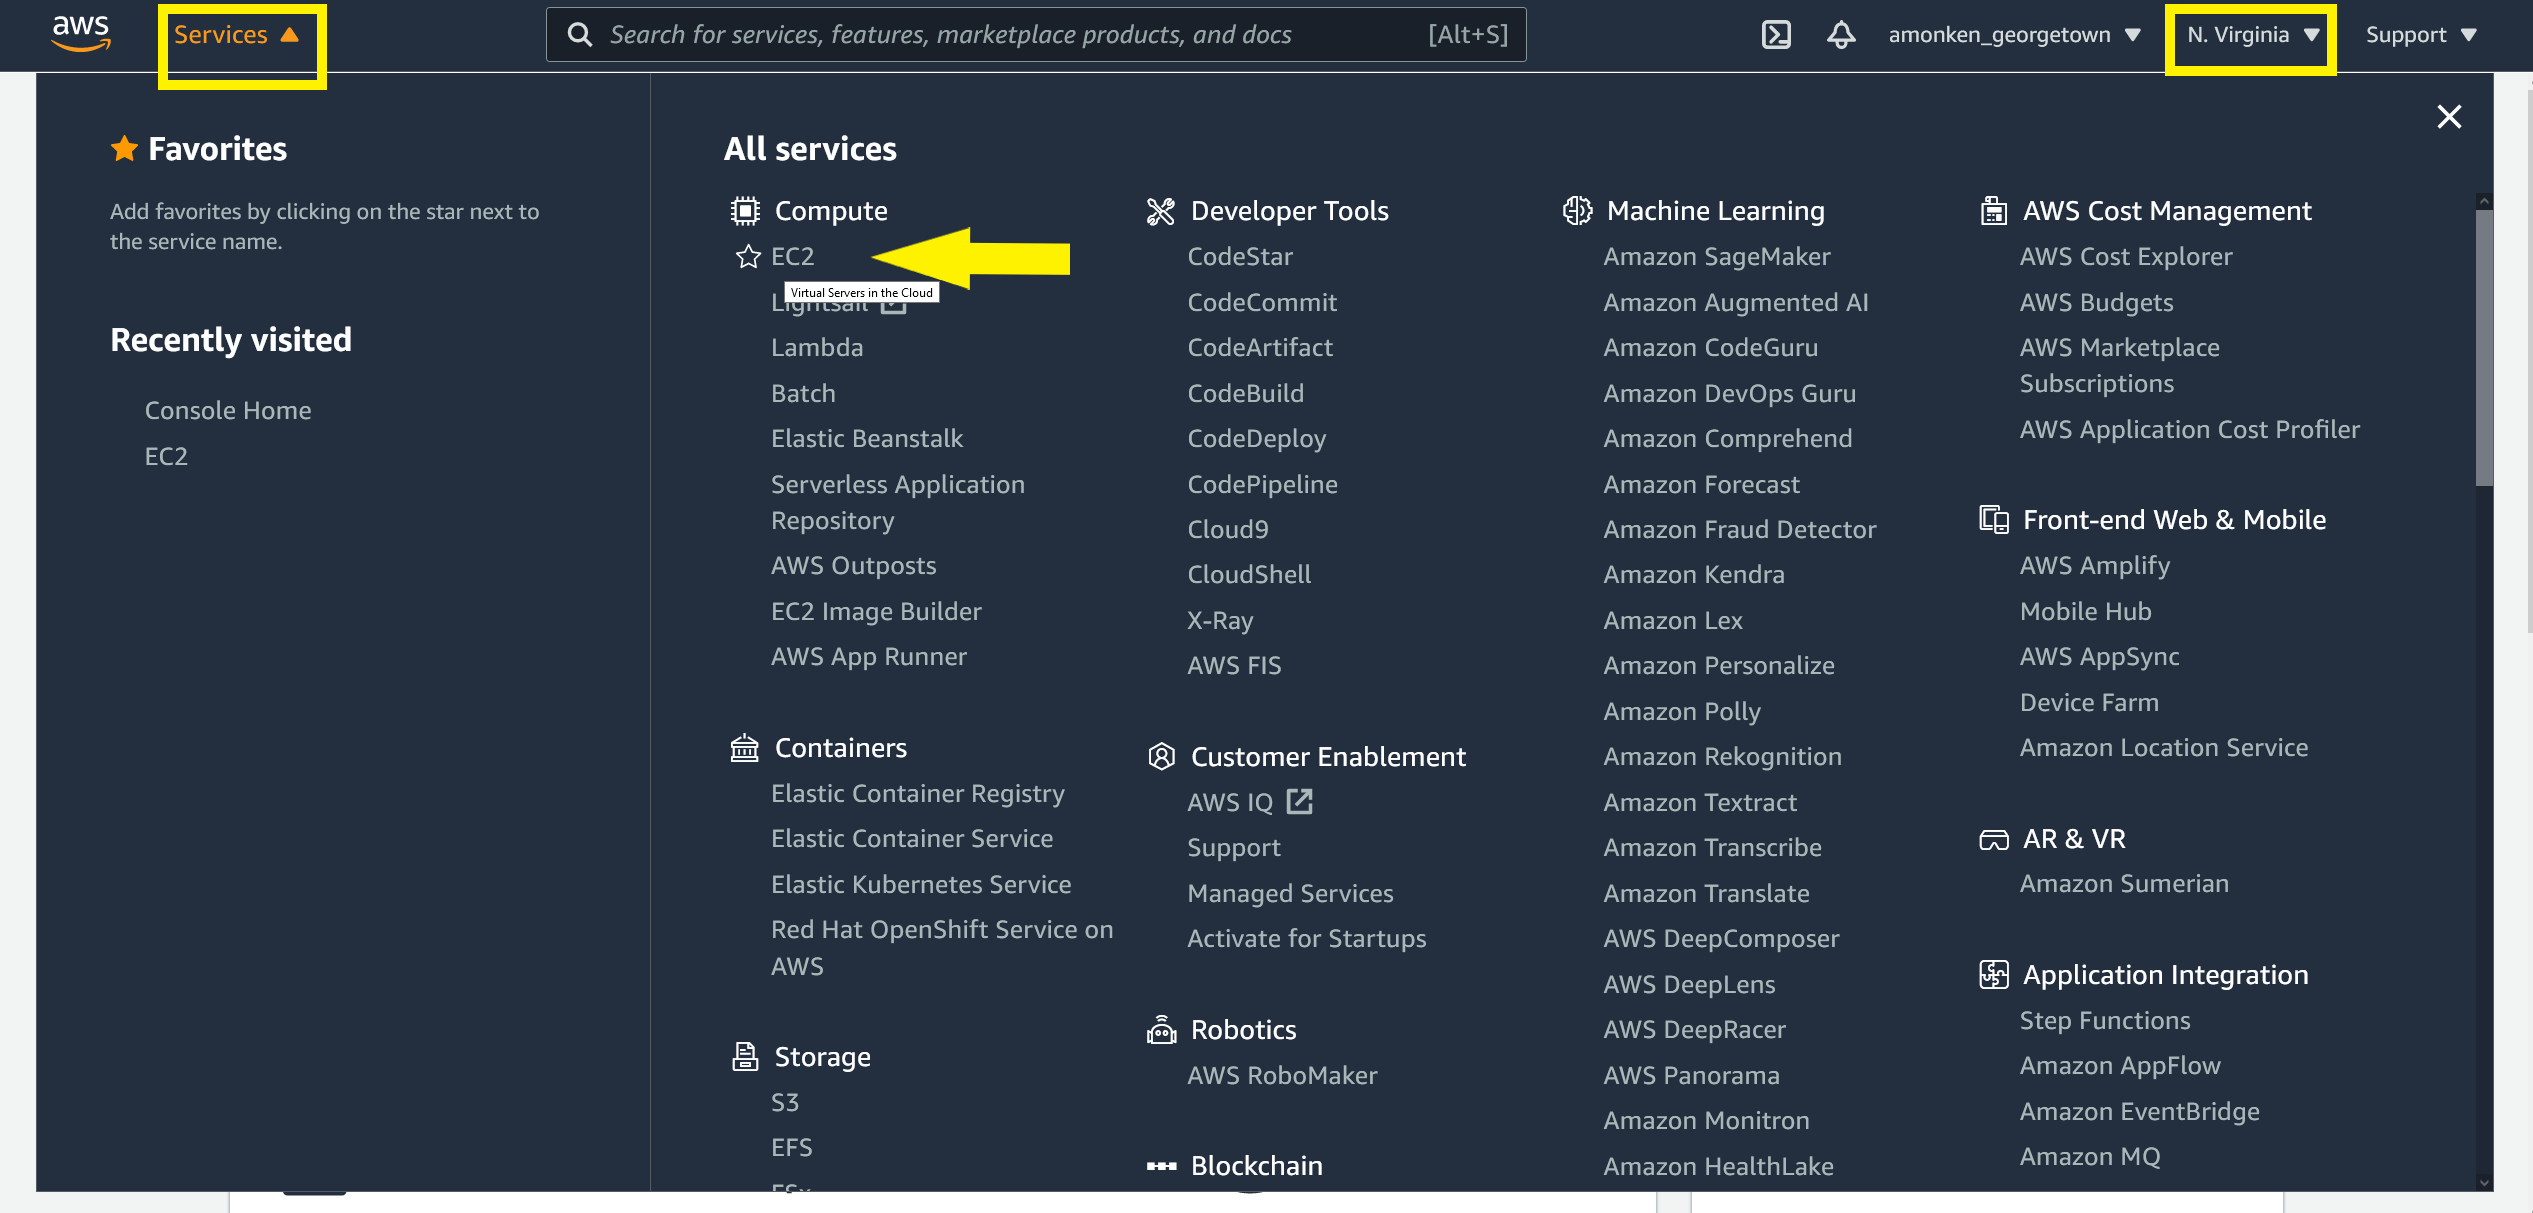 aws
Services
Search for services, features, marketplace products, and docs
[Alt+S]
amonken_georgetown
N. Virginia
Support
Favorites
Add favorites by clicking on the star next to
the service name.
Recently visited
Console Home
EC2
All services
Compute
EC2
Virtual Servers in the Cloud
Lightsail
Lambda
Batch
Elastic Beanstalk
Serverless Application
Repository
AWS Outposts
EC2 Image Builder
AWS App Runner
Containers
Elastic Container Registry
Elastic Container Service
Elastic Kubernetes Service
Red Hat OpenShift Service on
AWS
Storage
S3
EFS
FSx
Developer Tools
CodeStar
CodeCommit
CodeArtifact
CodeBuild
CodeDeploy
CodePipeline
Cloud9
CloudShell
X-Ray
AWS FIS
Customer Enablement
AWS IQ
Support
Managed Services
Activate for Startups
Robotics
AWS RoboMaker
Blockchain
Machine Learning
Amazon SageMaker
Amazon Augmented AI
Amazon CodeGuru
Amazon DevOps Guru
Amazon Comprehend
Amazon Forecast
Amazon Fraud Detector
Amazon Kendra
Amazon Lex
Amazon Personalize
Amazon Polly
Amazon Rekognition
Amazon Textract
Amazon Transcribe
Amazon Translate
AWS DeepComposer
AWS DeepLens
AWS DeepRacer
AWS Panorama
Amazon Monitron
Amazon HealthLake
AWS Cost Management
AWS Cost Explorer
AWS Budgets
AWS Marketplace
Subscriptions
AWS Application Cost Profiler
Front-end Web & Mobile
AWS Amplify
Mobile Hub
AWS AppSync
Device Farm
Amazon Location Service
AR & VR
Amazon Sumerian
Application Integration
Step Functions
Amazon AppFlow
Amazon EventBridge
Amazon MQ